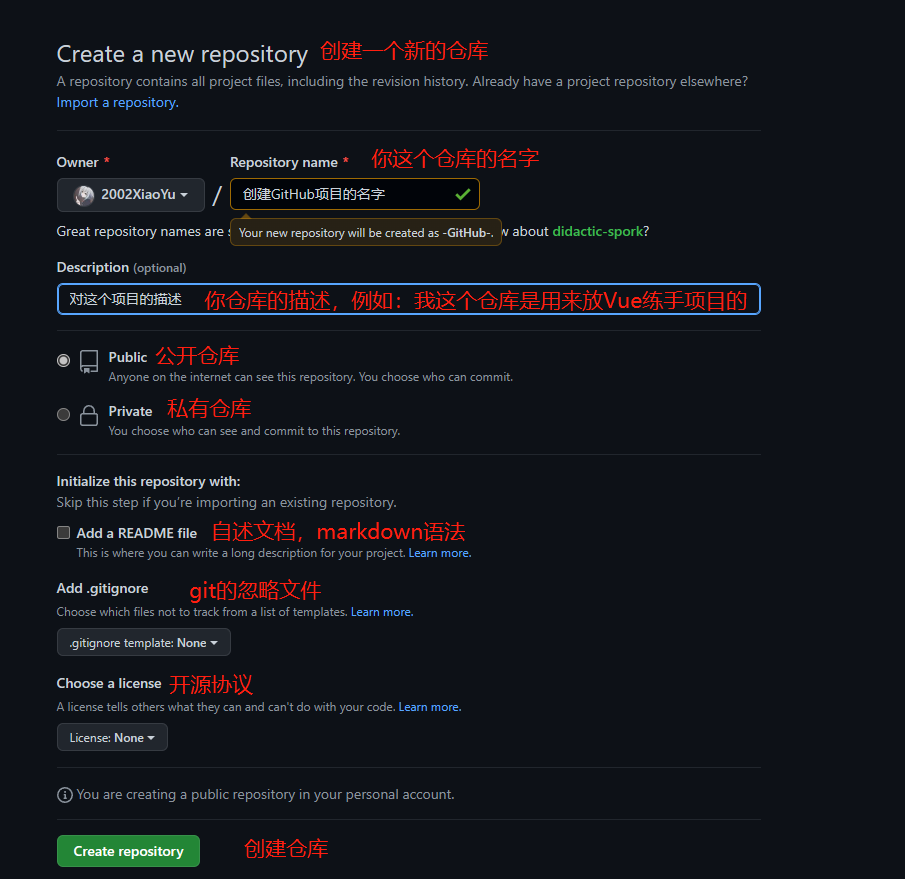 Create a new repository 创建一个新的仓库
A repository contains all project files, including the revision history. Already have a project repository elsewhere?
Import a repository.
Owner * Repository name * 你这个仓库的名字
2002XiaoYu / 创建GitHub项目的名字
Great repository names are s
Your new repository will be created as -GitHub-.
w about didactic-spork?
Description (optional)
对这个项目的描述 你仓库的描述，例如：我这个仓库是用来放Vue练手项目的
Public 公开仓库
Anyone on the internet can see this repository. You choose who can commit.
Private 私有仓库
You choose who can see and commit to this repository.
Initialize this repository with:
Skip this step if you’re importing an existing repository.
Add a README file 自述文档，markdown语法
This is where you can write a long description for your project. Learn more.
Add .gitignore git的忽略文件
Choose which files not to track from a list of templates. Learn more.
.gitignore template: None
Choose a license 开源协议
A license tells others what they can and can't do with your code. Learn more.
License: None
You are creating a public repository in your personal account.
Create repository 创建仓库